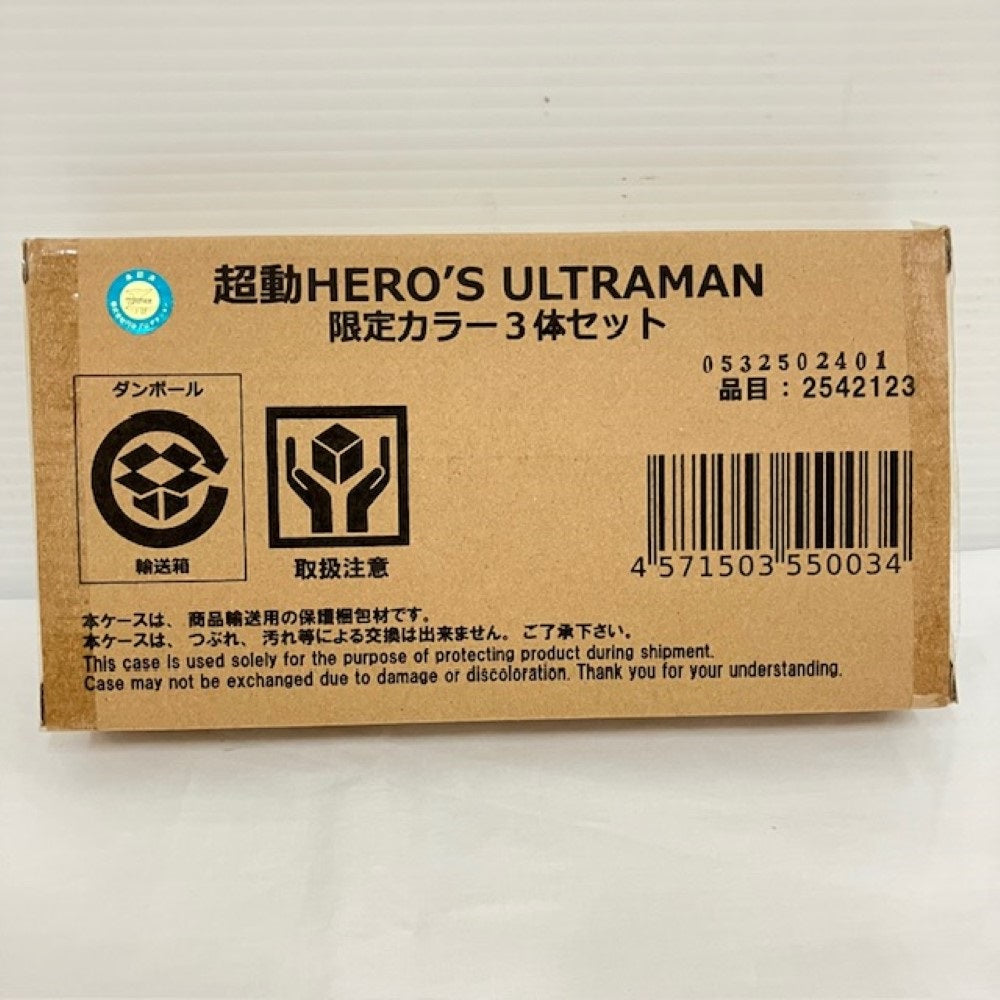 超動HERO'S ULTRAMAN
限定カラー3体セット
0532502401
品目:2542123
ダンボール
輸送箱
取扱注意
4 571503 550034
本ケースは、商品輸送用の保護梱包材です。
本ケースは、つぶれ、汚れ等による交換は出来ません。ご了承下さい。
This case is used solely for the purpose of protecting product during shipment.
Case may not be exchanged due to damage or discoloration. Thank you for your understanding.